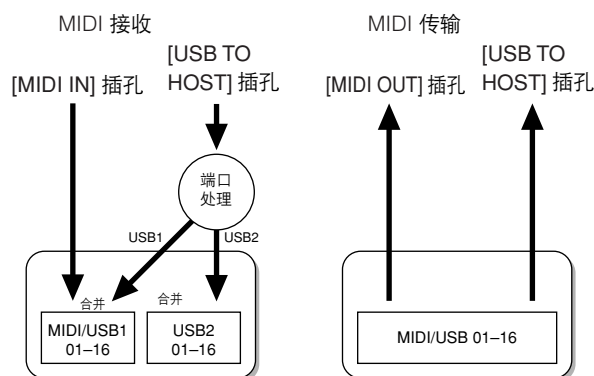 MIDI 接收
[MIDI IN] 插孔
[USB TO
HOST] 插孔
端口
处理
USB1
USB2
合并
合并
MIDI/USB1
01–16
USB2
01–16
MIDI 传输
[MIDI OUT] 插孔
[USB TO
HOST] 插孔
MIDI/USB 01–16